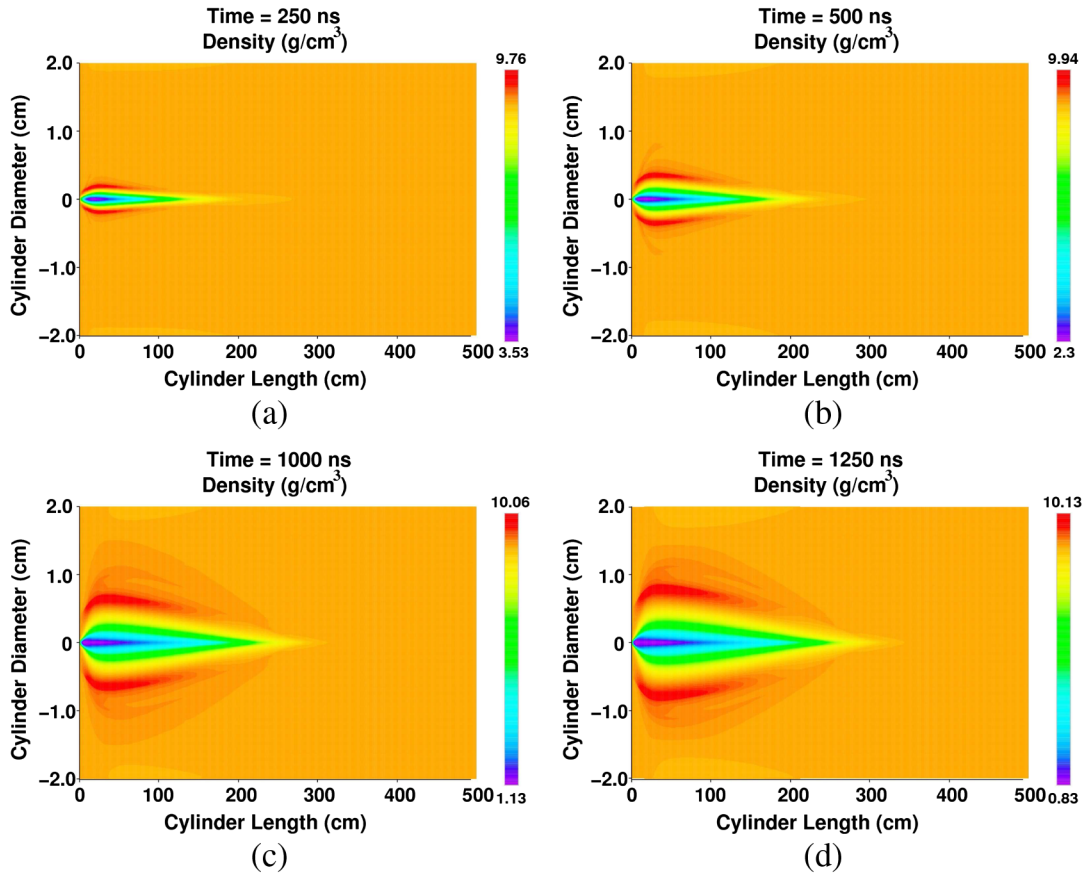 Time = 250 ns
Density (g/cm³)
9.76
2.0
1.0
0
−1.0
−2.0
3.53
0 100 200 300 400 500
Cylinder Diameter (cm)
Cylinder Length (cm)
(a)
Time = 500 ns
Density (g/cm³)
9.94
2.0
1.0
0
−1.0
−2.0
2.3
0 100 200 300 400 500
Cylinder Diameter (cm)
Cylinder Length (cm)
(b)
Time = 1000 ns
Density (g/cm³)
10.06
2.0
1.0
0
−1.0
−2.0
1.13
0 100 200 300 400 500
Cylinder Diameter (cm)
Cylinder Length (cm)
(c)
Time = 1250 ns
Density (g/cm³)
10.13
2.0
1.0
0
−1.0
−2.0
0.83
0 100 200 300 400 500
Cylinder Diameter (cm)
Cylinder Length (cm)
(d)